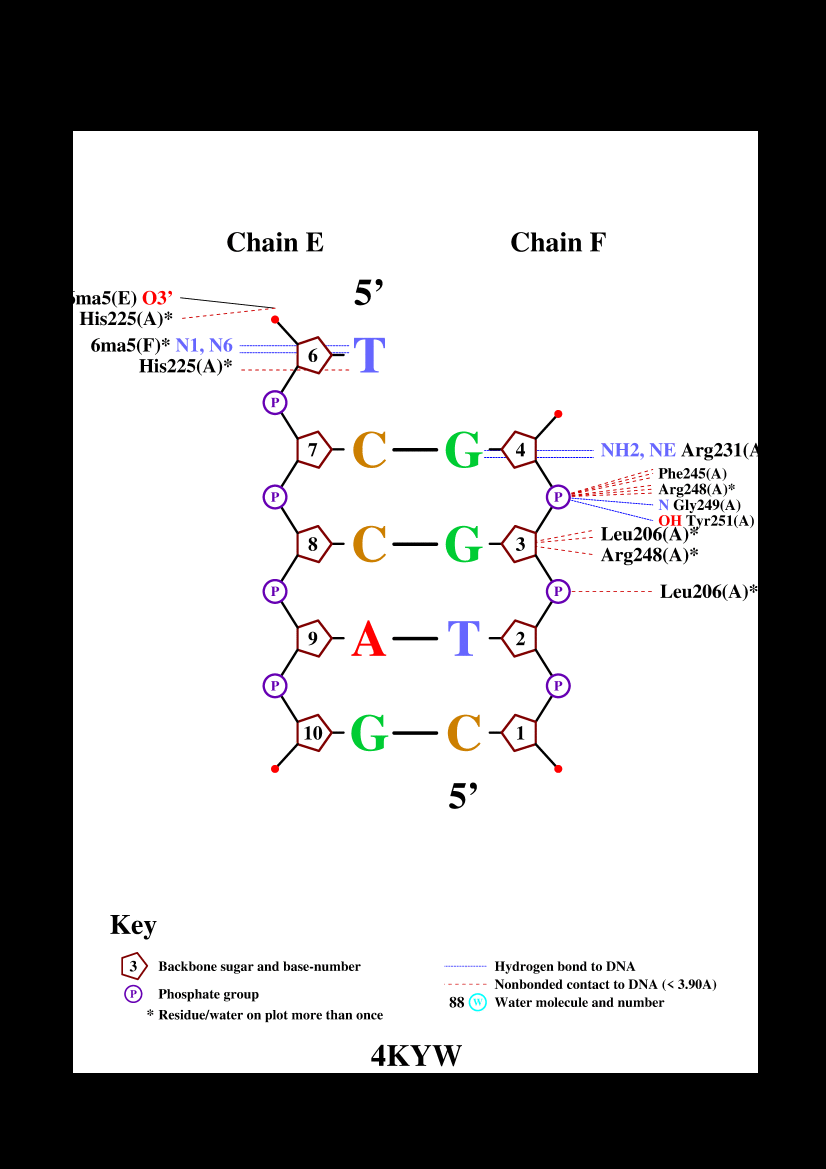 Chain E Chain F
5’
6ma5(E) O3’
His225(A)*
6ma5(F)* N1, N6
His225(A)*
6 T
P
7 C G 4
NH2, NE Arg231(A
P P
Phe245(A)
Arg248(A)*
N Gly249(A)
OH Tyr251(A)
8 C G 3
Leu206(A)*
Arg248(A)*
P P
Leu206(A)*
9 A T 2
P P
10 G C 1
5’
Key
3 Backbone sugar and base-number
P Phosphate group
* Residue/water on plot more than once
Hydrogen bond to DNA
Nonbonded contact to DNA (< 3.90A)
88 W Water molecule and number
4KYW